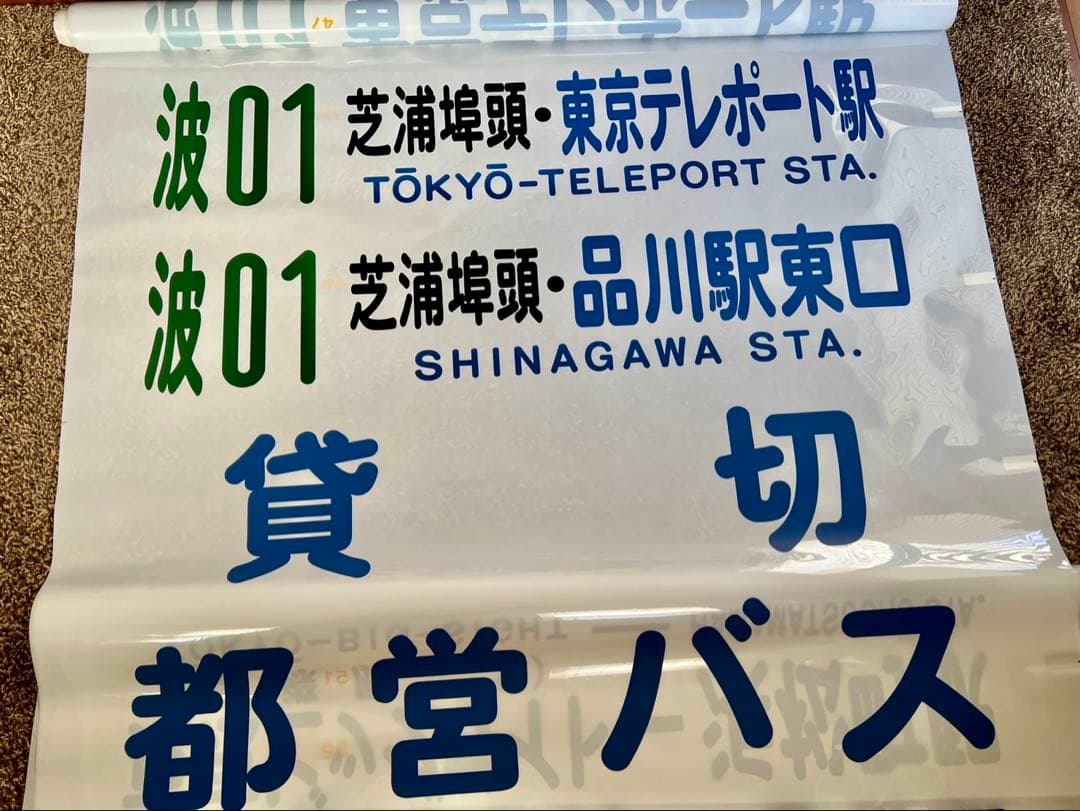 波01 芝浦埠頭・東京テレポート駅
TŌKYŌ-TELEPORT STA.
波01 芝浦埠頭・品川駅東口
SHINAGAWA STA.
貸切
都営バス